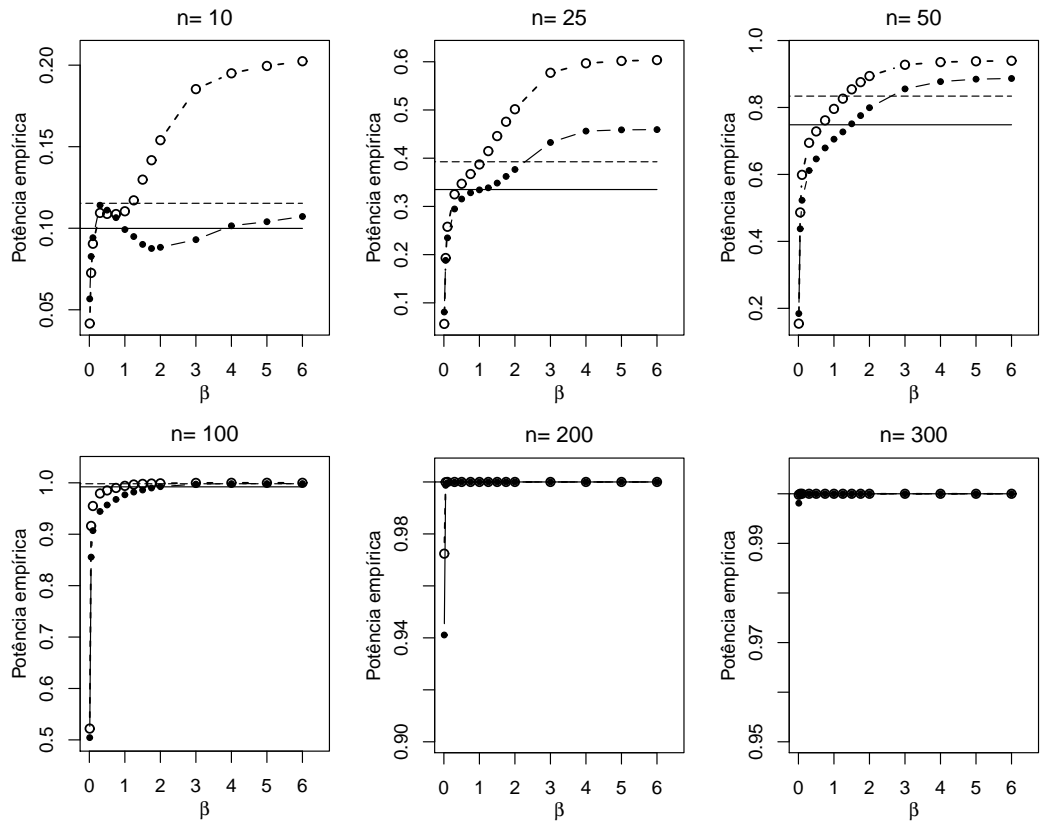 n= 10
Potência empírica
0.05 0.10 0.15 0.20
0 1 2 3 4 5 6
β
n= 25
Potência empírica
0.1 0.2 0.3 0.4 0.5 0.6
0 1 2 3 4 5 6
β
n= 50
Potência empírica
0.2 0.4 0.6 0.8 1.0
0 1 2 3 4 5 6
β
n= 100
Potência empírica
0.5 0.6 0.7 0.8 0.9 1.0
0 1 2 3 4 5 6
β
n= 200
Potência empírica
0.90 0.94 0.98
0 1 2 3 4 5 6
β
n= 300
Potência empírica
0.95 0.97 0.99
0 1 2 3 4 5 6
β